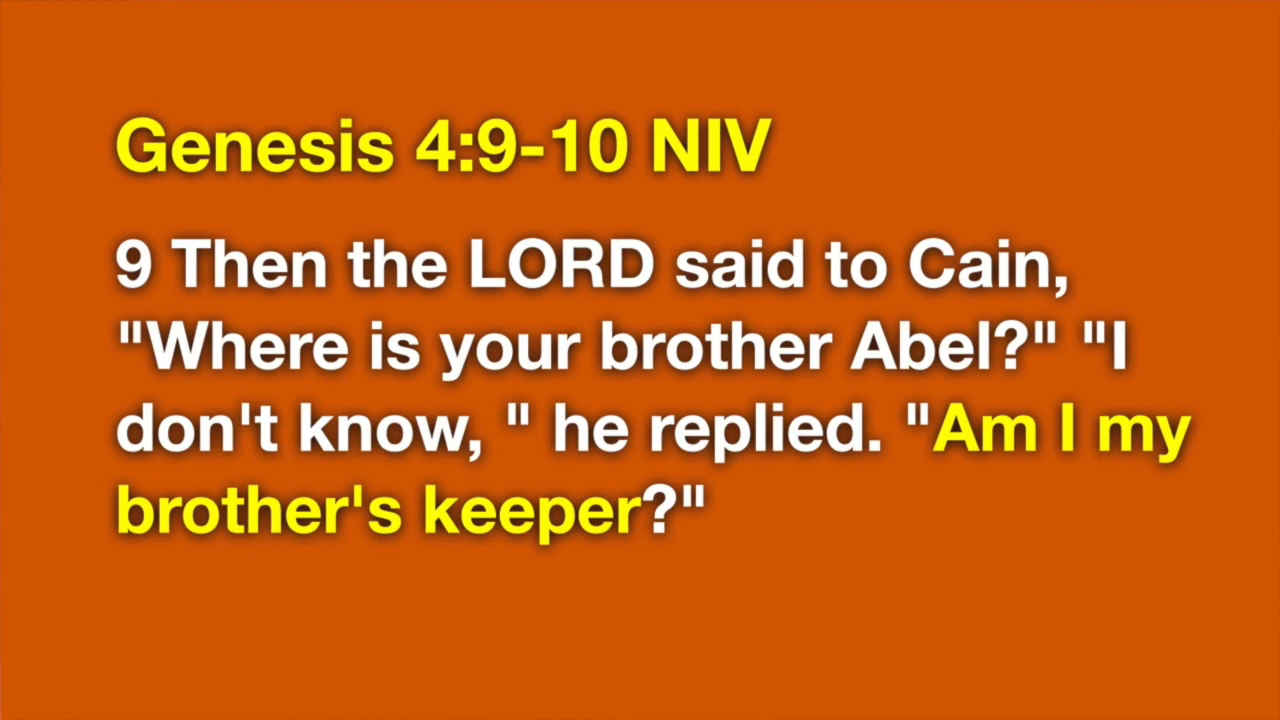 Genesis 4:9-10 NIV
9 Then the LORD said to Cain,
"Where is your brother Abel?" "I
don't know, " he replied. "Am I my
brother's keeper?"